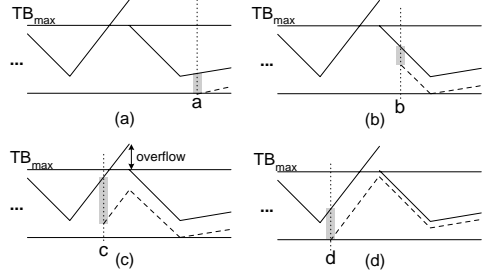 TBmax
...
a
(a)
...
b
(b)
TBmax
overflow
...
c
(c)
TBmax
...
d
(d)
TBmax